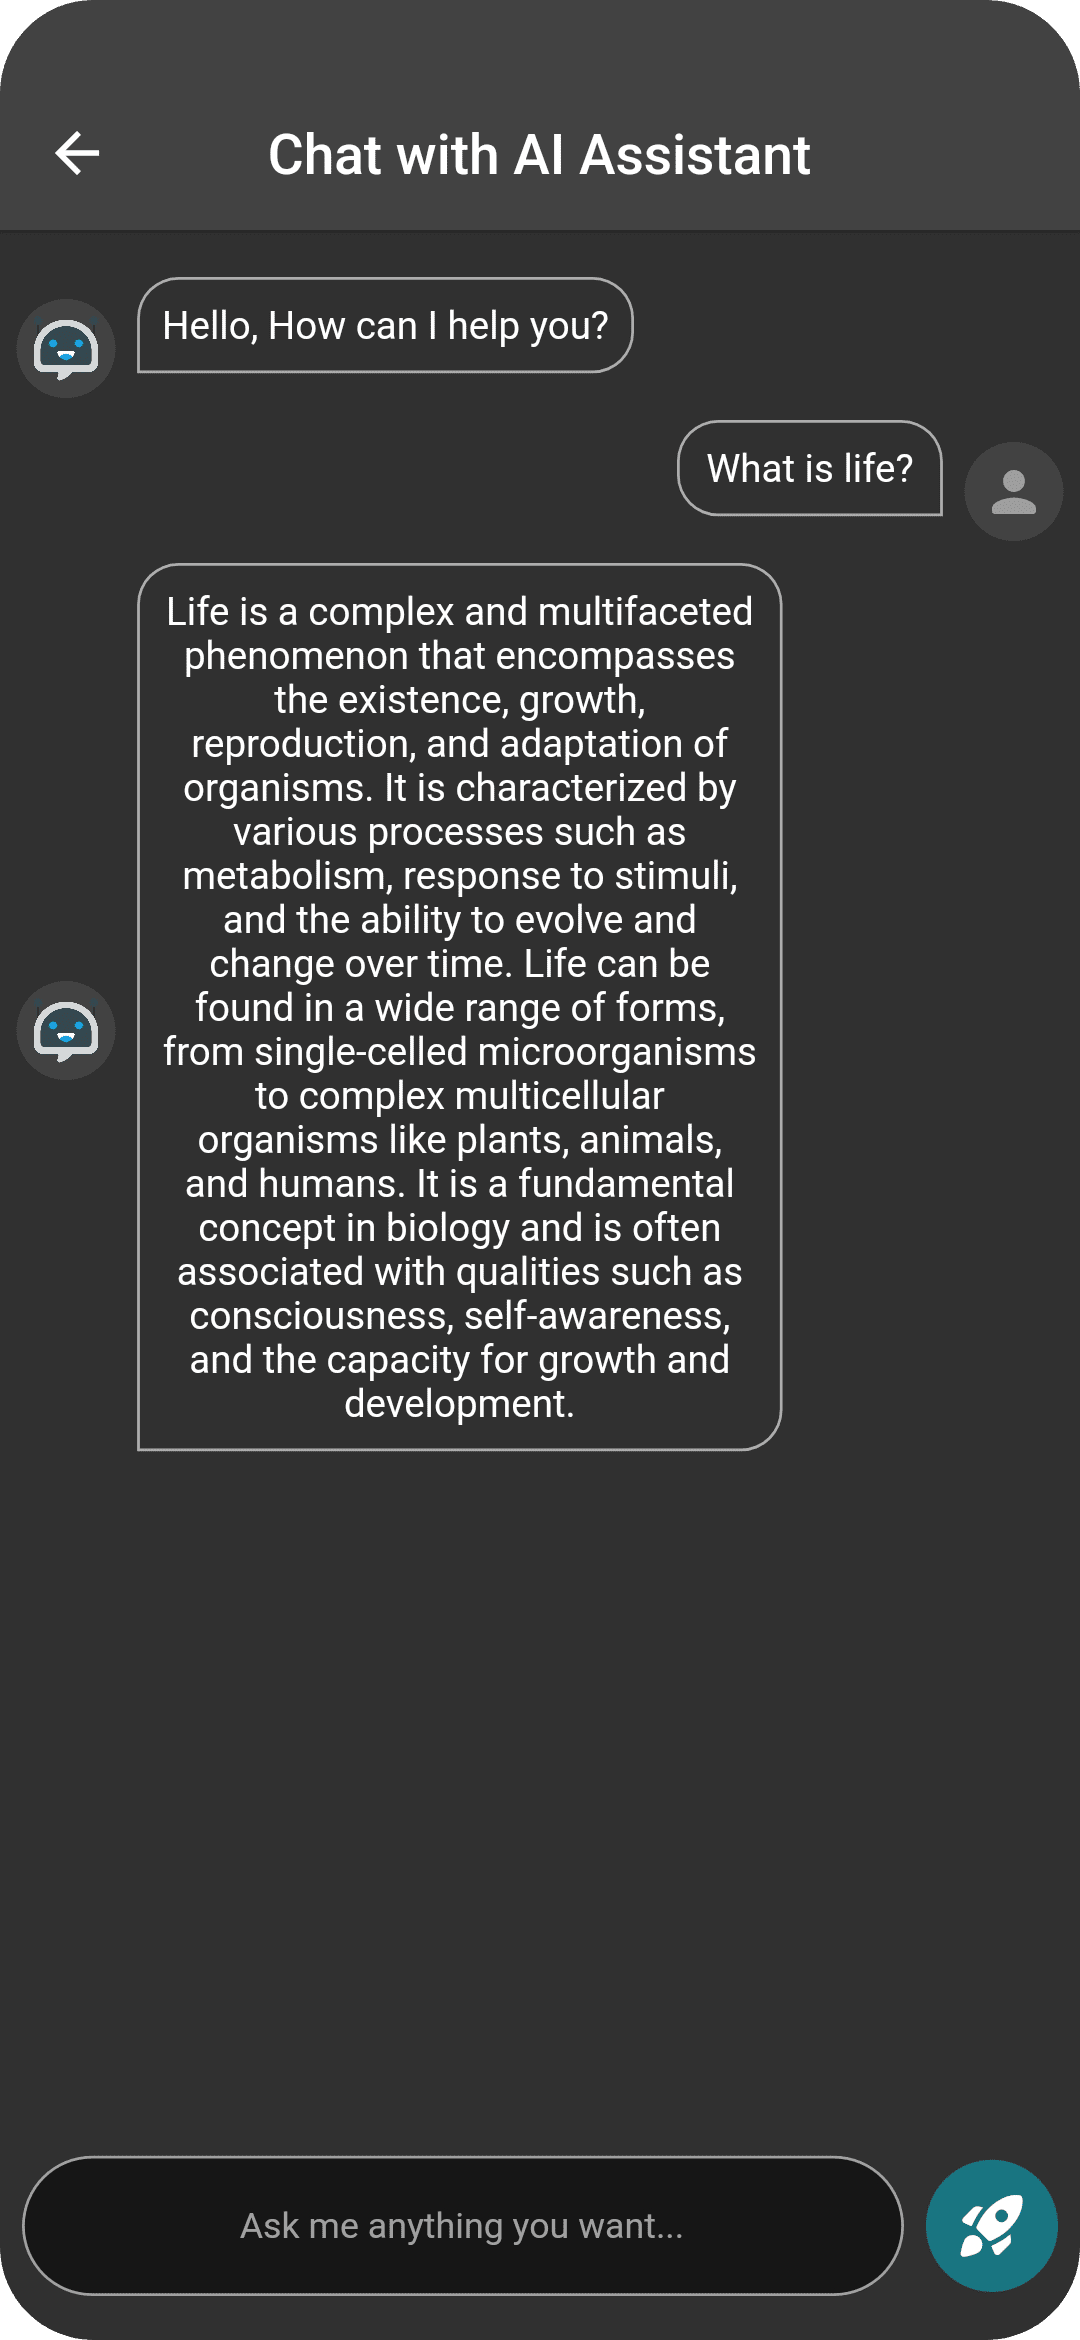 Chat with AI Assistant
Hello, How can I help you?
What is life?
Life is a complex and multifaceted
phenomenon that encompasses
the existence, growth,
reproduction, and adaptation of
organisms. It is characterized by
various processes such as
metabolism, response to stimuli,
and the ability to evolve and
change over time. Life can be
found in a wide range of forms,
from single-celled microorganisms
to complex multicellular
organisms like plants, animals,
and humans. It is a fundamental
concept in biology and is often
associated with qualities such as
consciousness, self-awareness,
and the capacity for growth and
development.
Ask me anything you want...